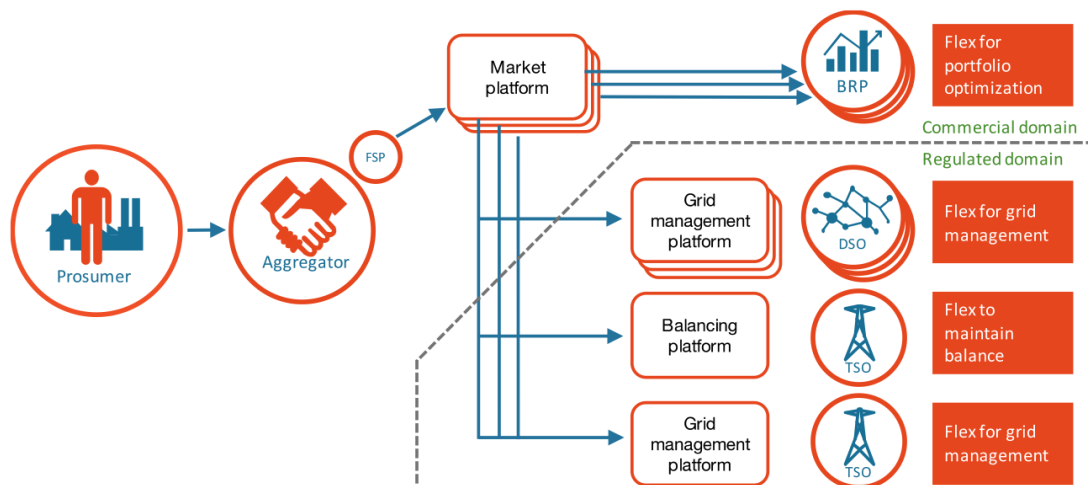 Market
platform
BRP
Flex for
portfolio
optimization
Commercial domain
Regulated domain
FSP
Prosumer
Aggregator
Grid
management
platform
DSO
Flex for grid
management
Balancing
platform
TSO
Flex to
maintain
balance
Grid
management
platform
TSO
Flex for grid
management